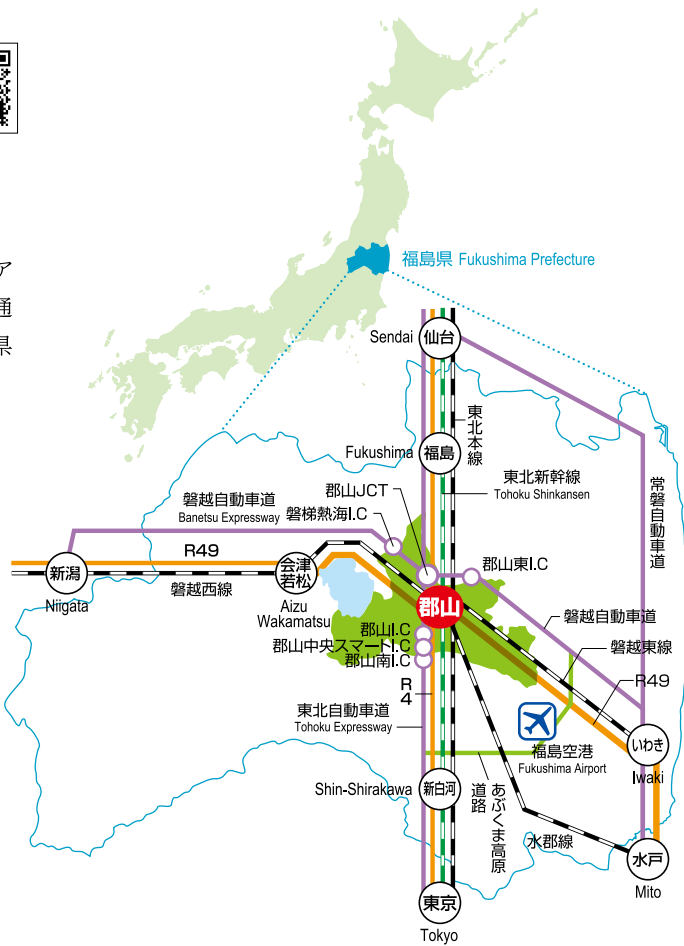 ア
通
県
福島県 Fukushima Prefecture
Sendai
仙台
東北本線
Fukushima
福島
東北新幹線
Tohoku Shinkansen
常磐自動車道
郡山JCT
磐越自動車道
Banetsu Expressway
磐梯熱海I.C
R49
郡山東I.C
新潟
Niigata
磐越西線
会津
若松
Aizu
Wakamatsu
郡山
磐越自動車道
郡山I.C
郡山中央スマートI.C
郡山南I.C
磐越東線
R49
R
4
東北自動車道
Tohoku Expressway
福島空港
Fukushima Airport
いわき
Iwaki
Shin-Shirakawa
新白河
あぶくま高原
道路
水郡線
水戸
Mito
東京
Tokyo